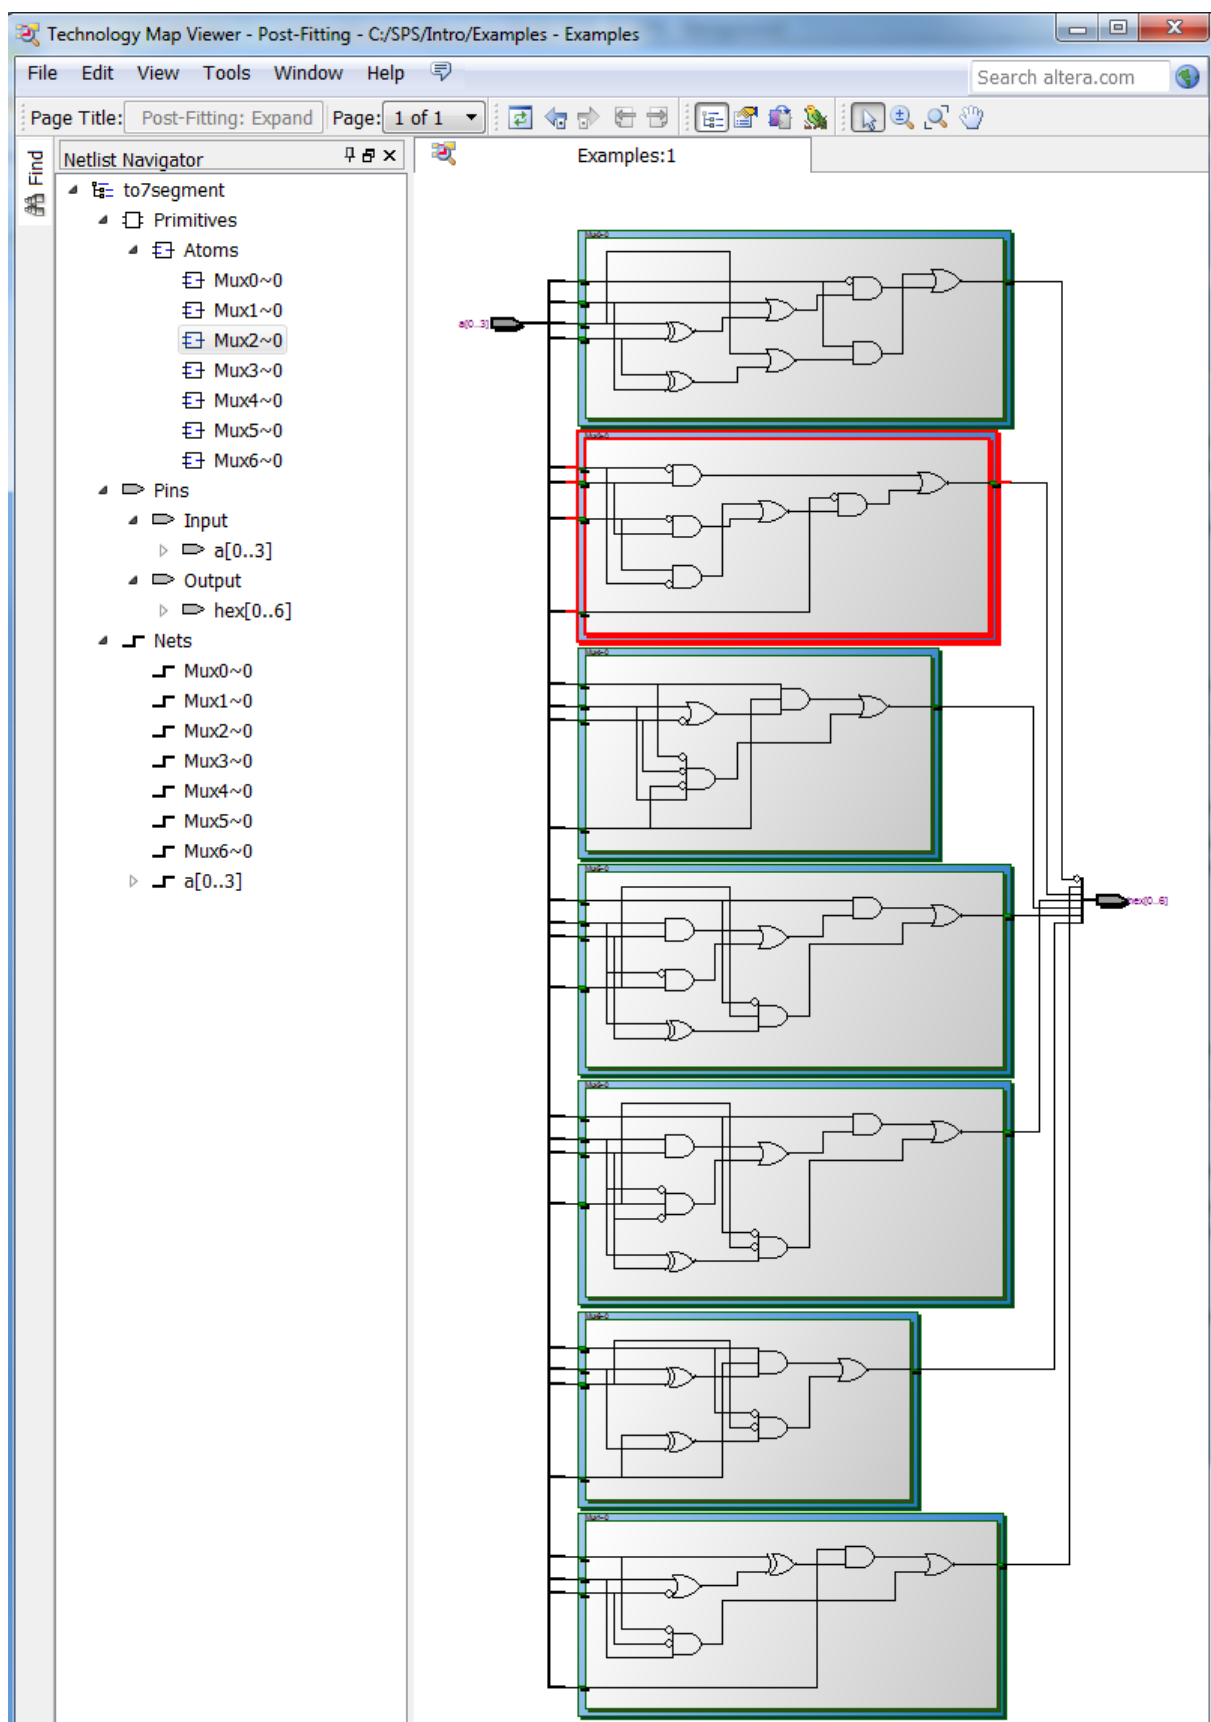 Technology Map Viewer - Post-Fitting - C:/SPS/Intro/Examples - Examples
File Edit View Tools Window Help
Search altera.com
Page Title: Post-Fitting: Expand Page: 1 of 1
Find
Netlist Navigator
Examples:1
to7segment
Primitives
Atoms
Mux0~0
Mux1~0
Mux2~0
Mux3~0
Mux4~0
Mux5~0
Mux6~0
Pins
Input
a[0..3]
Output
hex[0..6]
Nets
Mux0~0
Mux1~0
Mux2~0
Mux3~0
Mux4~0
Mux5~0
Mux6~0
a[0..3]
a[0..3]
hex[0..6]